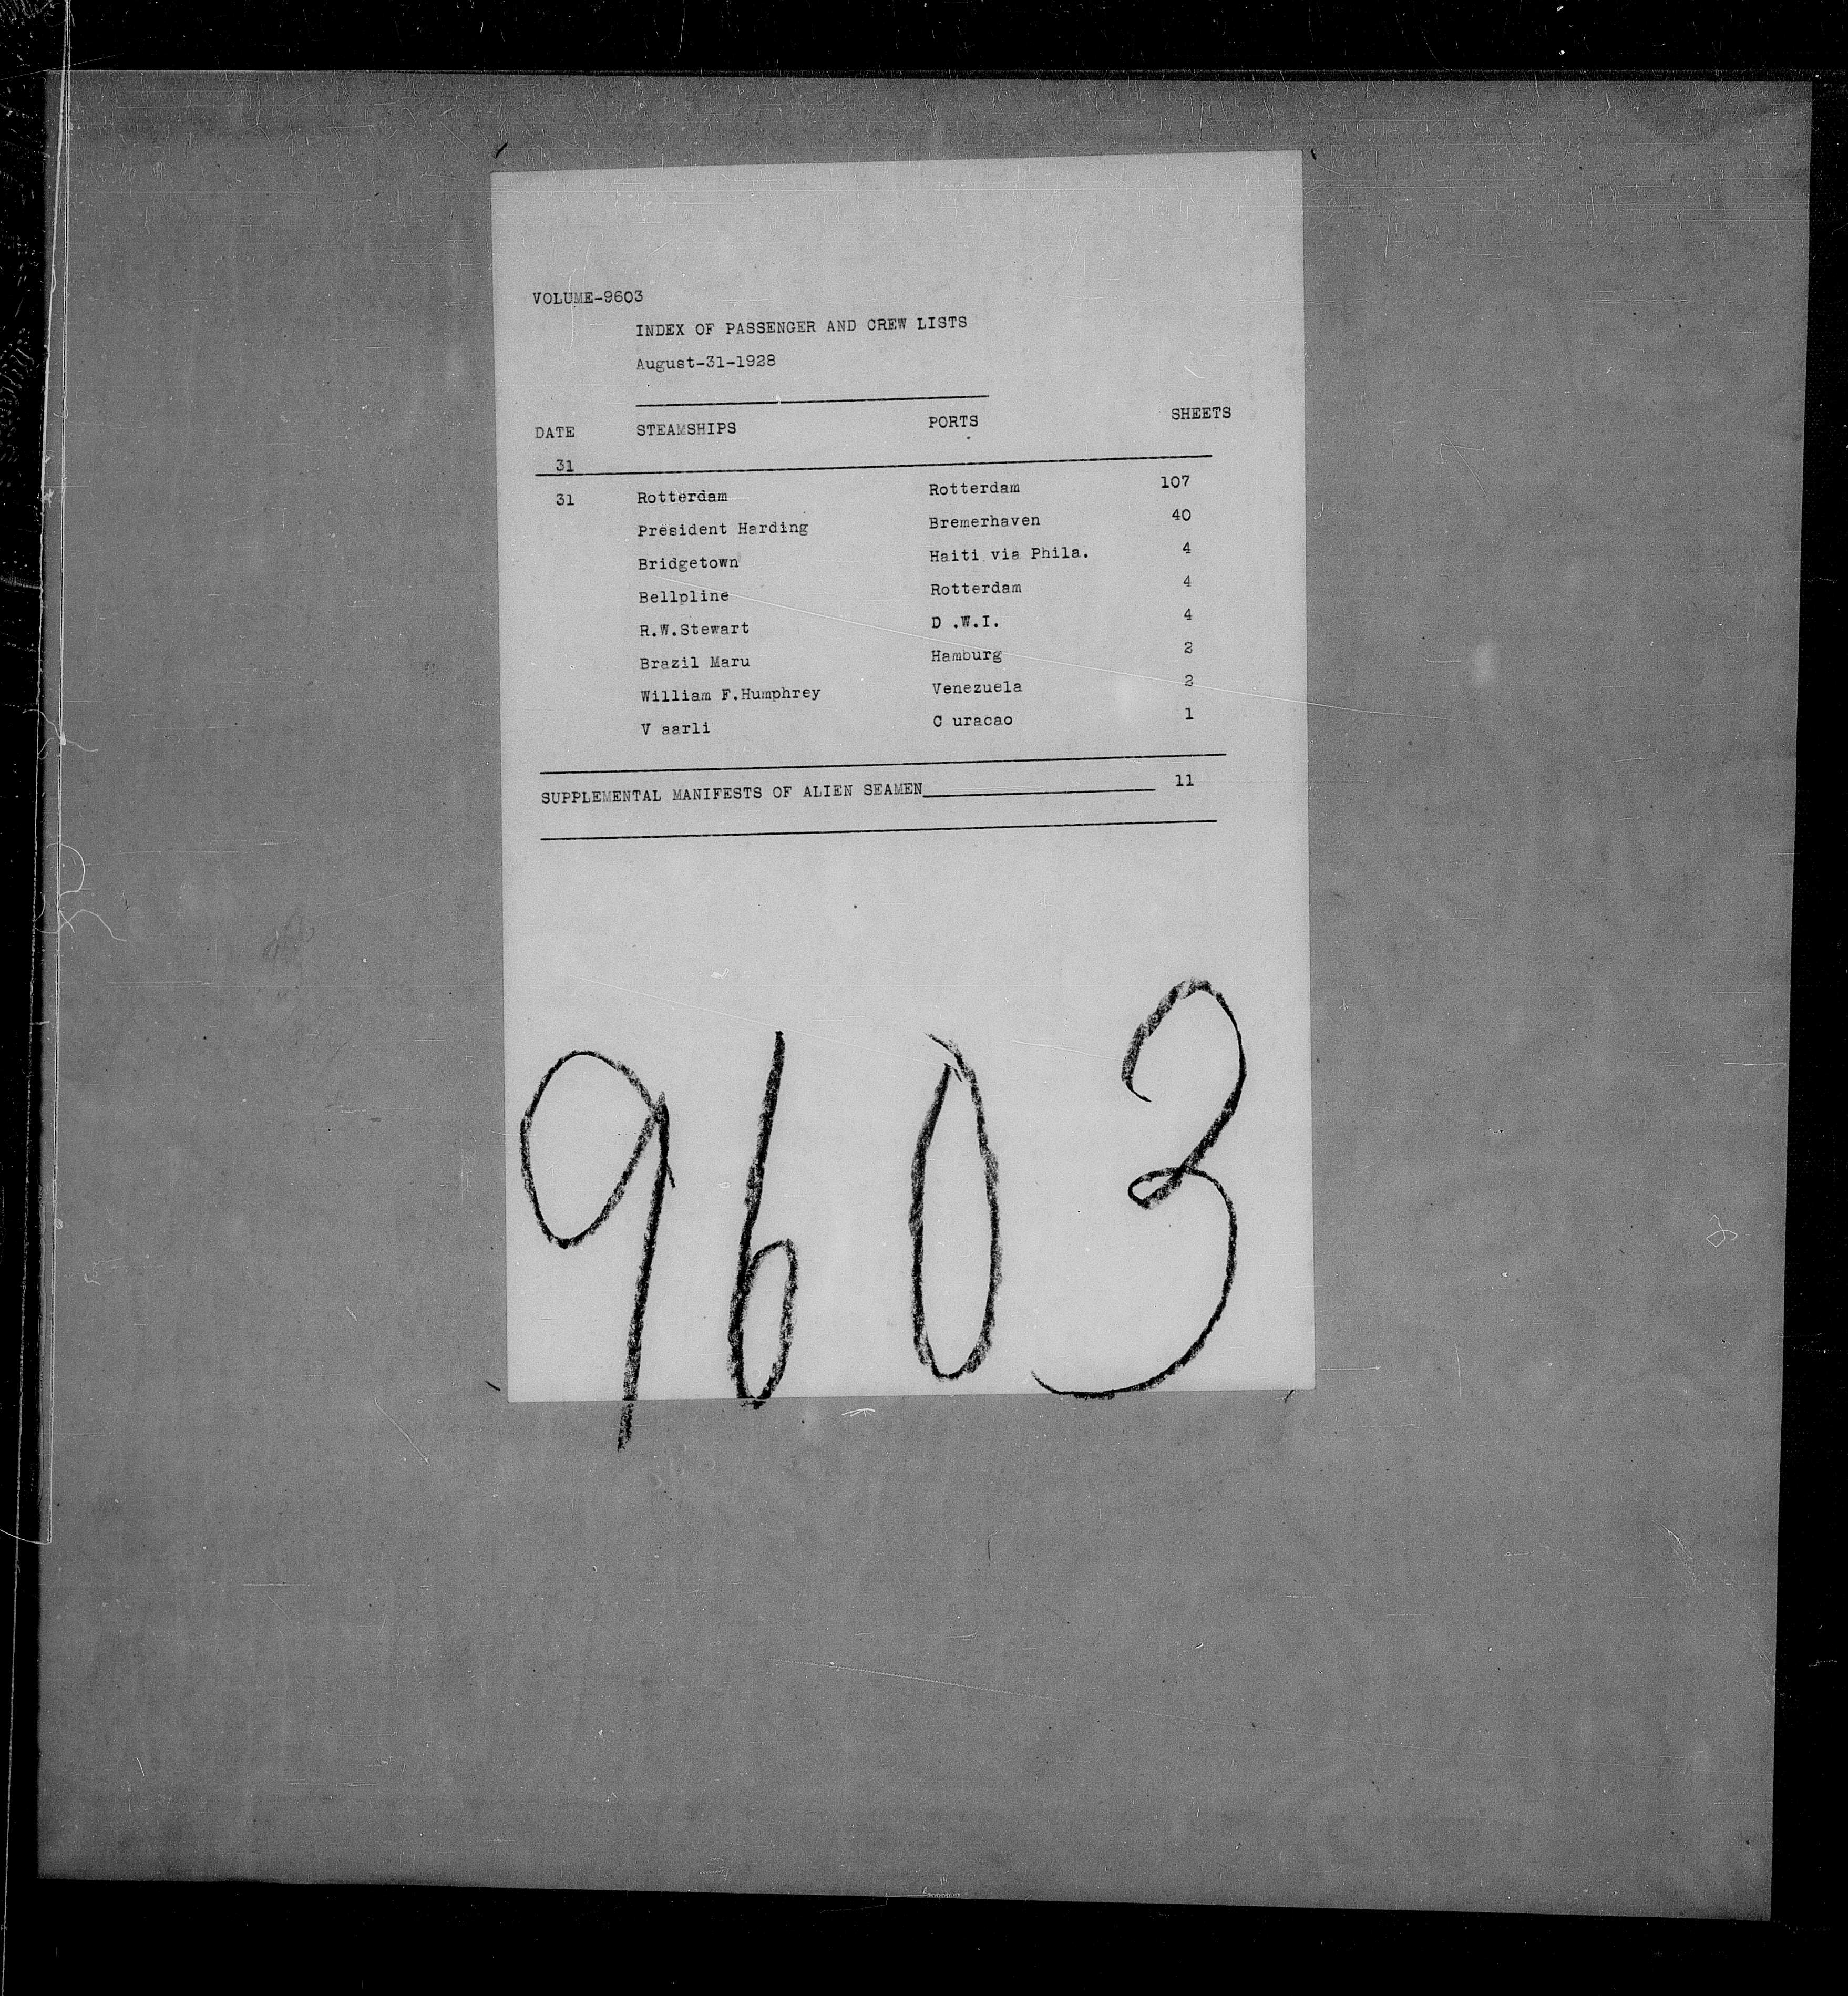 VOLUME-9603
INDEX OF PASSENGER AND CREW LISTS
August-31-1928
DATE STEAMSHIPS PORTS SHEETS
31
31 Rotterdam Rotterdam 107
President Harding Bremerhaven 40
Bridgetown Haiti via Phila. 4
Bellpline Rotterdam 4
R.W.Stewart D .W.I. 4
Brazil Maru Hamburg 2
William F.Humphrey Venezuela 2
V aarli C uracao 1
SUPPLEMENTAL MANIFESTS OF ALIEN SEAMEN 11
9603